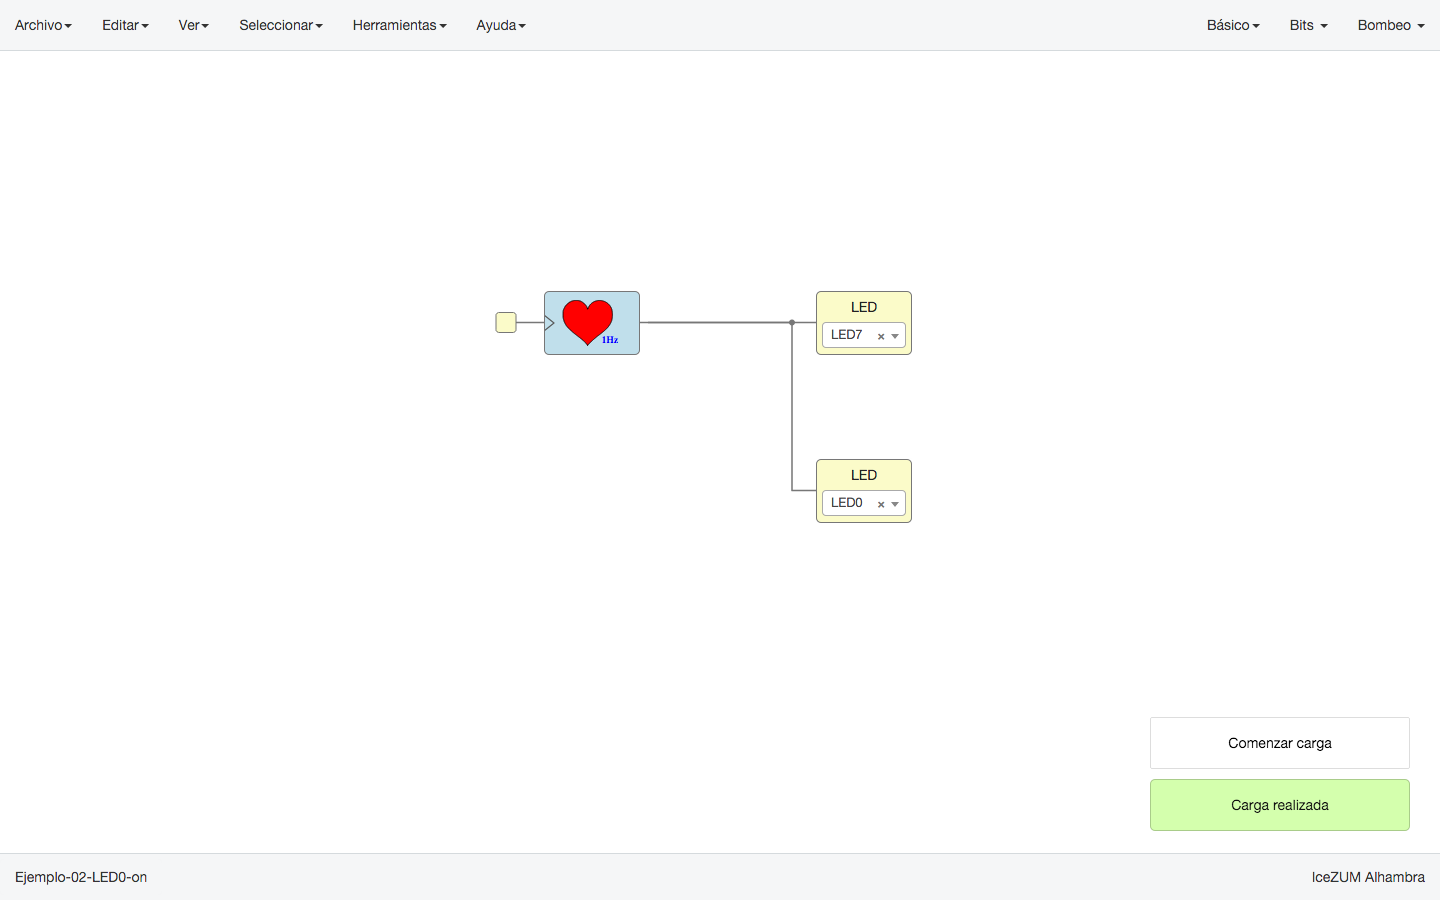 Archivo Editar Ver Seleccionar Herramientas Ayuda Básico Bits Bombeo
1Hz
LED
LED7 ×
LED
LED0 ×
Comenzar carga
Carga realizada
Ejemplo-02-LED0-on IceZUM Alhambra